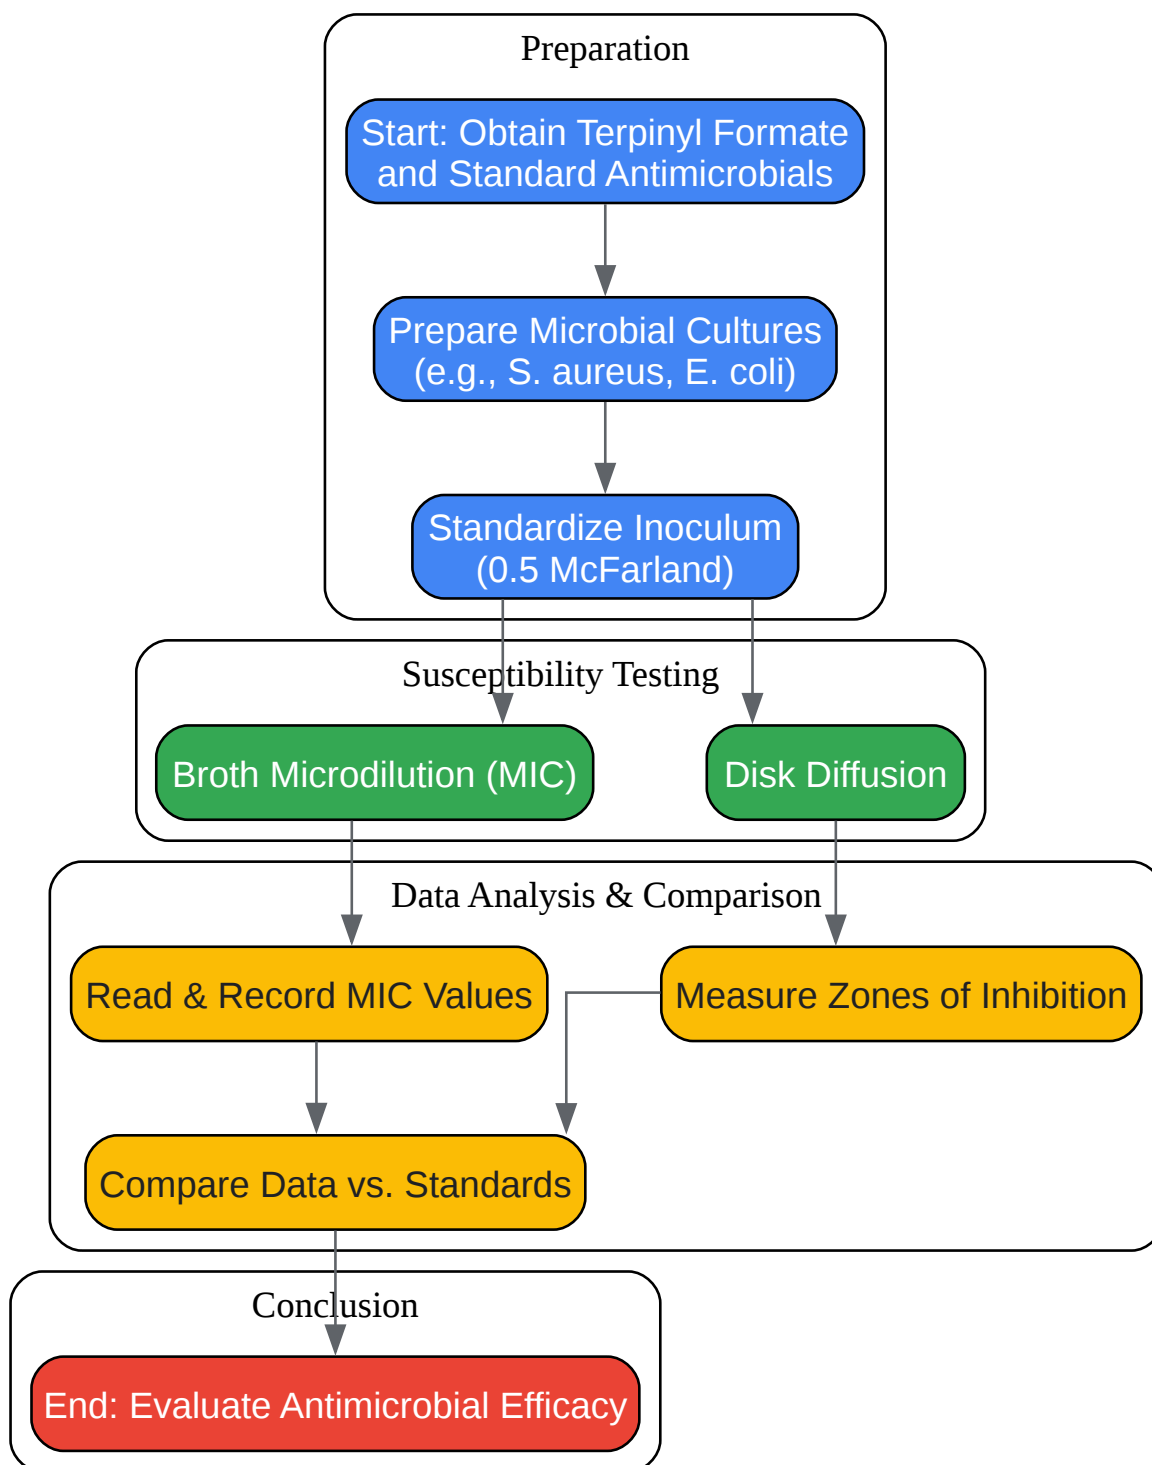 Preparation
Start: Obtain Terpinyl Formate
and Standard Antimicrobials
Prepare Microbial Cultures
(e.g., S. aureus, E. coli)
Standardize Inoculum
(0.5 McFarland)
Susceptibility Testing
Broth Microdilution (MIC)
Disk Diffusion
Data Analysis & Comparison
Read & Record MIC Values
Measure Zones of Inhibition
Compare Data vs. Standards
Conclusion
End: Evaluate Antimicrobial Efficacy